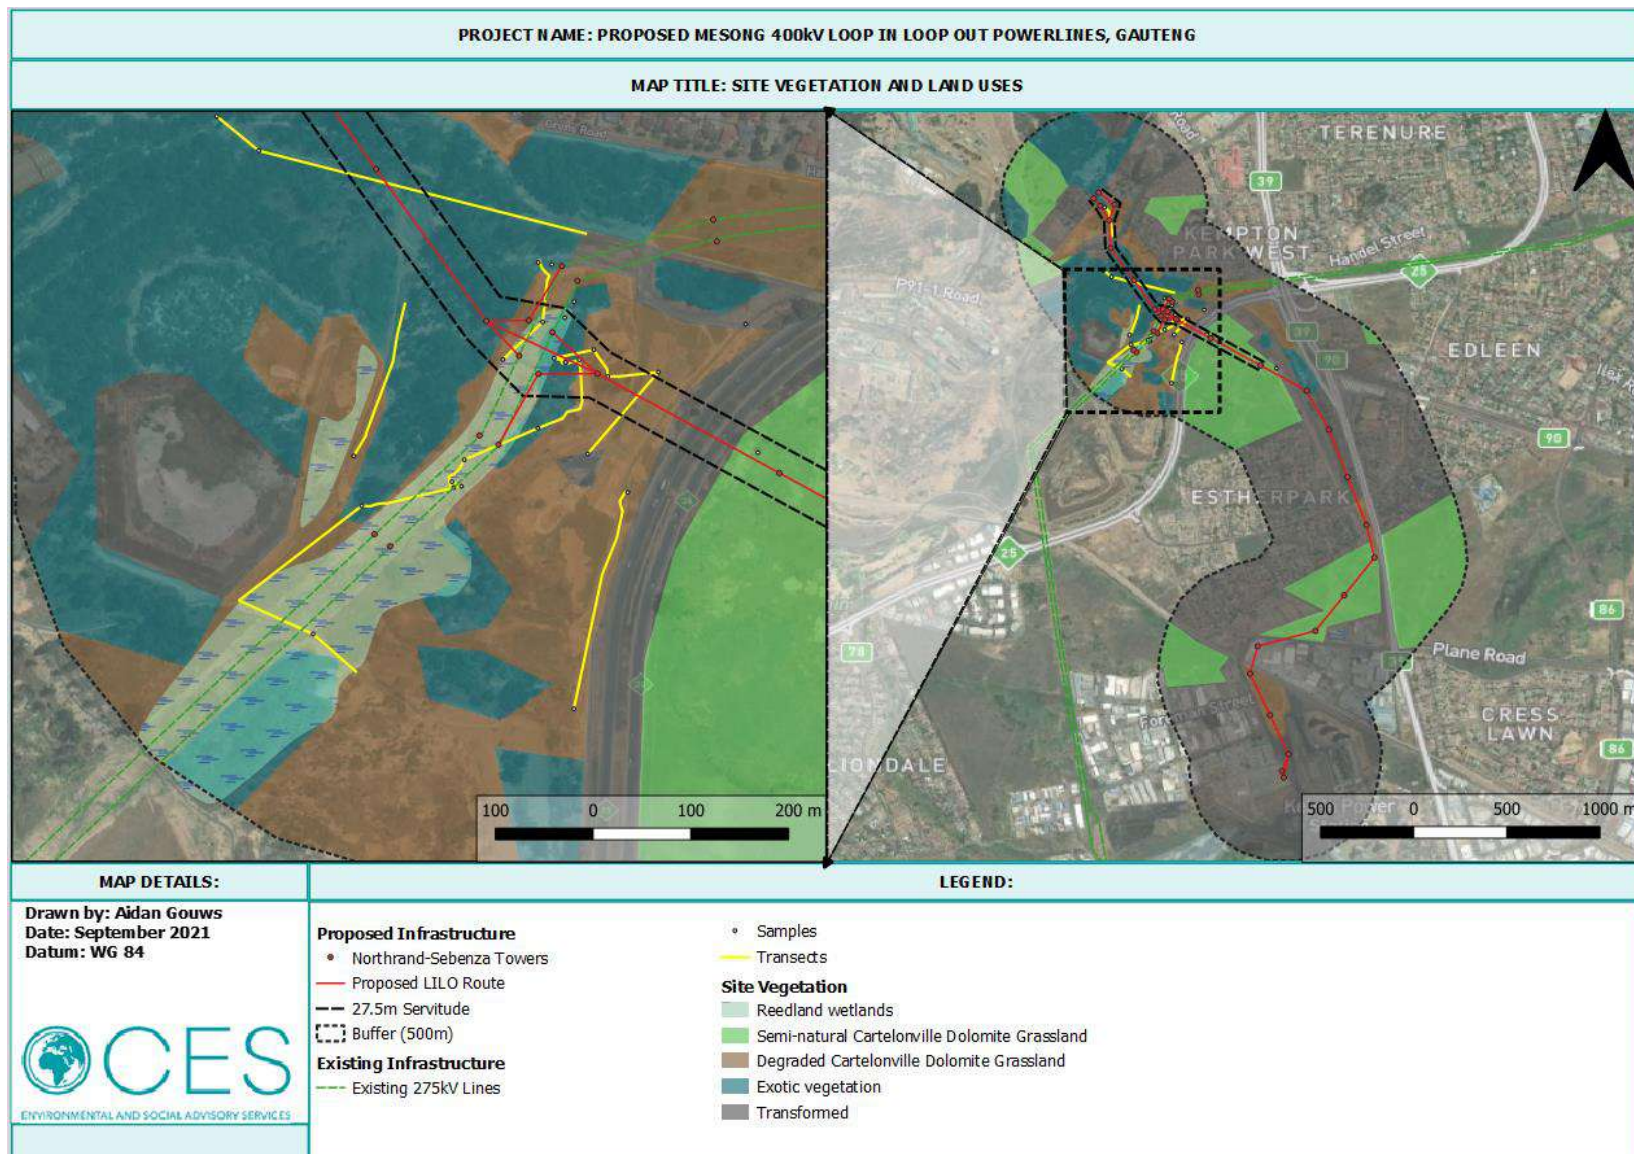 PROJECT NAME: PROPOSED MESONG 400kV LOOP IN LOOP OUT POWERLINES, GAUTENG
MAP TITLE: SITE VEGETATION AND LAND USES
100 0 100 200 m
TERENURE
39
KEMPTON
PARK WEST
Handel Street
25
P91-1 Road
39
90
EDLEEN
90
ESTHERPARK
25
78
86
Plane Road
CRESS
LAWN
86
LIONDALE
500 0 500 1000 m
MAP DETAILS:
Drawn by: Aidan Gouws
Date: September 2021
Datum: WG 84
CES
ENVIRONMENTAL AND SOCIAL ADVISORY SERVICES
LEGEND:
Proposed Infrastructure
Northrand-Sebenza Towers
Proposed LILO Route
27.5m Servitude
Buffer (500m)
Existing Infrastructure
Existing 275kV Lines
Samples
Transects
Site Vegetation
Reedland wetlands
Semi-natural Cartelonville Dolomite Grassland
Degraded Cartelonville Dolomite Grassland
Exotic vegetation
Transformed